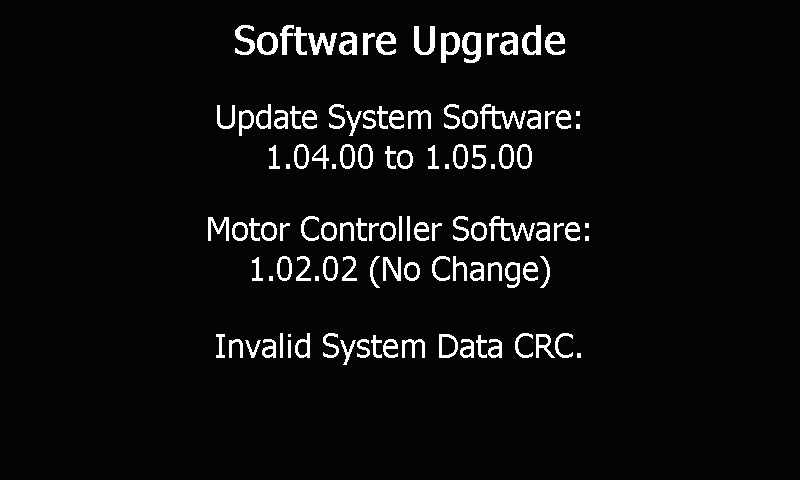 Software Upgrade
Update System Software:
1.04.00 to 1.05.00
Motor Controller Software:
1.02.02 (No Change)
Invalid System Data CRC.